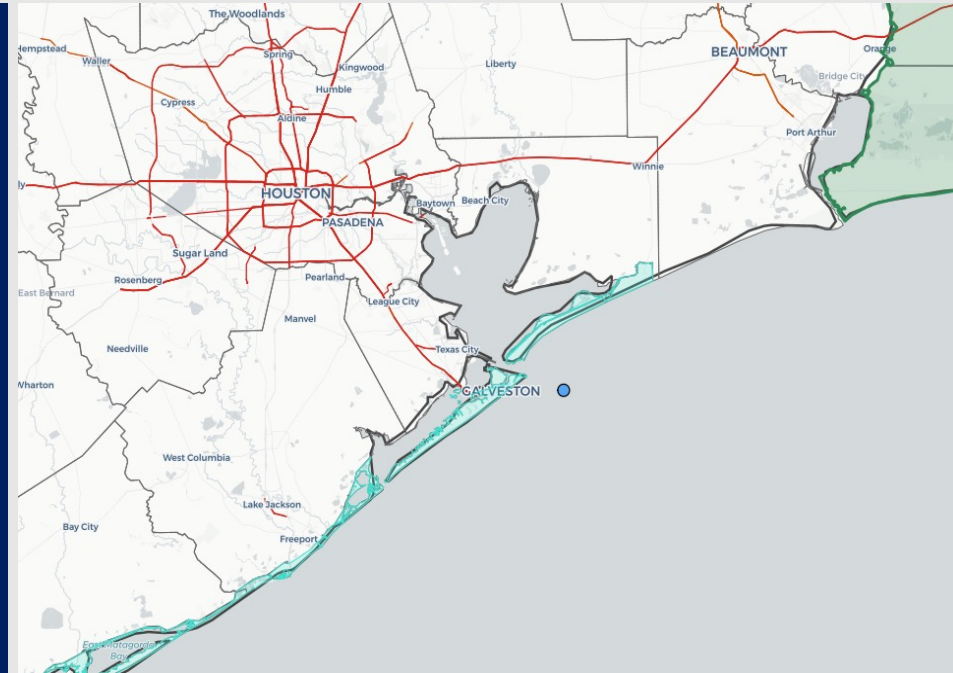 The Woodlands
Hempstead
Waller
Spring
Kingwood
Liberty
BEAUMONT
Orange
Bridge City
Cypress
Humble
Aldine
Port Arthur
Winnie
HOUSTON
Baytown
Beach City
PASADENA
Sugar Land
Rosenberg
Pearland
East Bernard
League City
Manvel
Needville
Texas City
Wharton
GALVESTON
West Columbia
Lake Jackson
Bay City
Freeport
East Matagorda
Bay